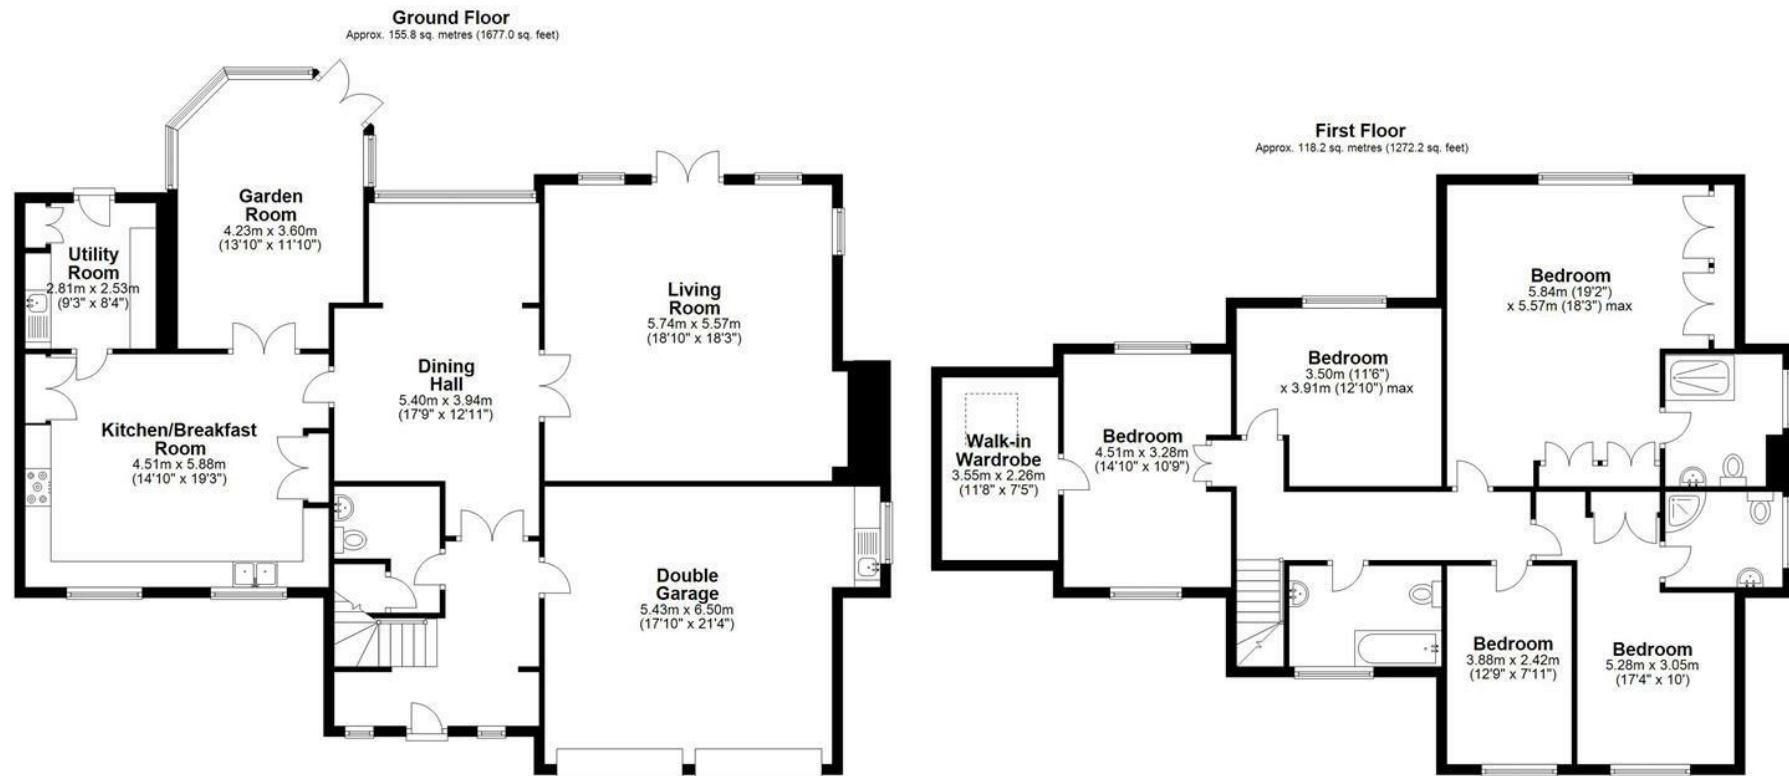 Ground Floor
Approx. 155.8 sq. metres (1677.0 sq. feet)
Garden
Room
4.23m x 3.60m
(13'10" x 11'10")
Utility
Room
2.81m x 2.53m
(9'3" x 8'4")
Living
Room
5.74m x 5.57m
(18'10" x 18'3")
Dining
Hall
5.40m x 3.94m
(17'9" x 12'11")
Kitchen/Breakfast
Room
4.51m x 5.88m
(14'10" x 19'3")
Double
Garage
5.43m x 6.50m
(17'10" x 21'4")
First Floor
Approx. 118.2 sq. metres (1272.2 sq. feet)
Bedroom
5.84m (19'2")
x 5.57m (18'3") max
Bedroom
3.50m (11'6")
x 3.91m (12'10") max
Walk-in
Wardrobe
3.55m x 2.26m
(11'8" x 7'5")
Bedroom
4.51m x 3.28m
(14'10" x 10'9")
Bedroom
3.88m x 2.42m
(12'9" x 7'11")
Bedroom
5.28m x 3.05m
(17'4" x 10')